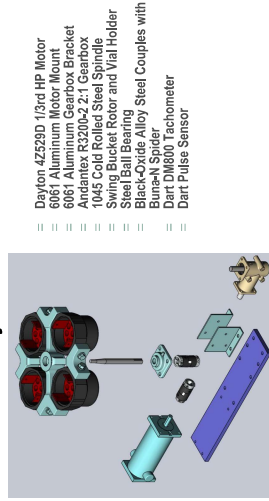 Dayton 4Z529D 1/3rd HP Motor
6061 Aluminum Motor Mount
6061 Aluminum Gearbox Bracket
Andantex R3200-2 2:1 Gearbox
1045 Cold Rolled Steel Spindle
Swing Bucket Rotor and Vial Holder
Steel Ball Bearing
Black-Oxide Alloy Steel Couples with
Buna-N Spider
Dart DM800 Tachometer
Dart Pulse Sensor